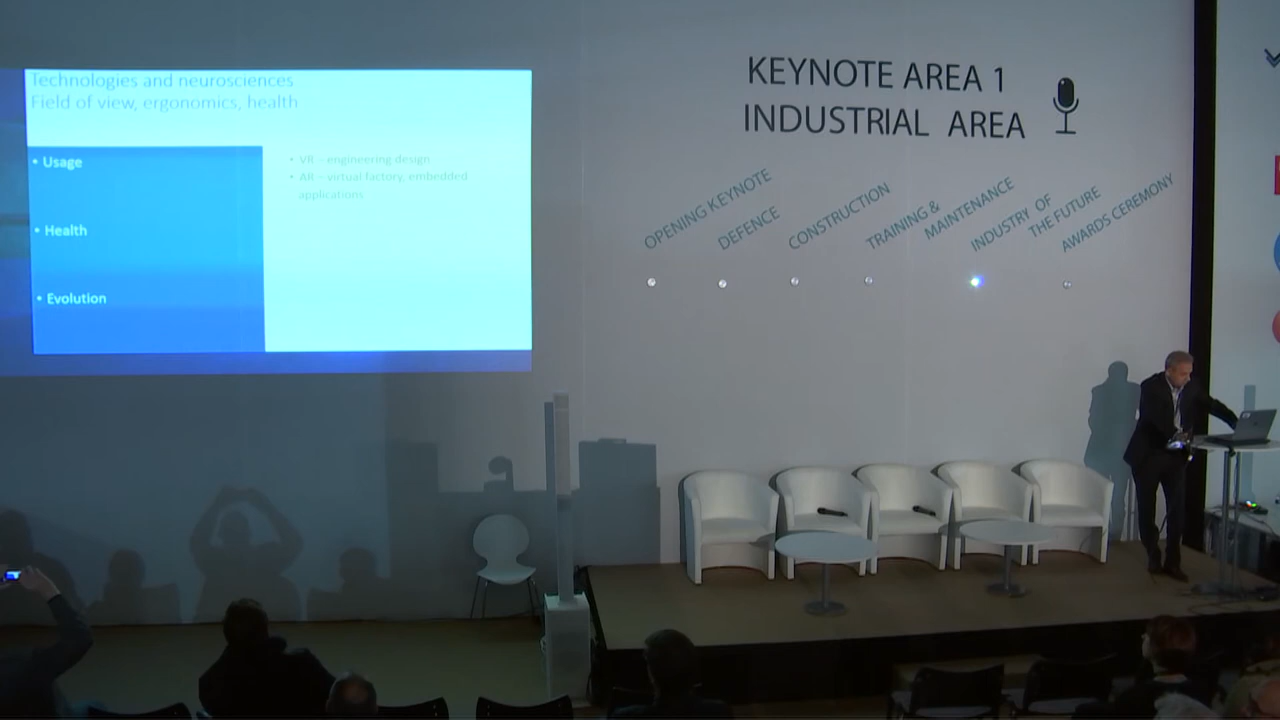 Technologies and neurosciences
Field of view, ergonomics, health
• Usage
• Health
• Evolution
• VR – engineering design
• AR – virtual factory, embedded
applications
KEYNOTE AREA 1
INDUSTRIAL AREA
OPENING KEYNOTE
DEFENCE
CONSTRUCTION
TRAINING &
MAINTENANCE
INDUSTRY OF
THE FUTURE
AWARDS CEREMONY